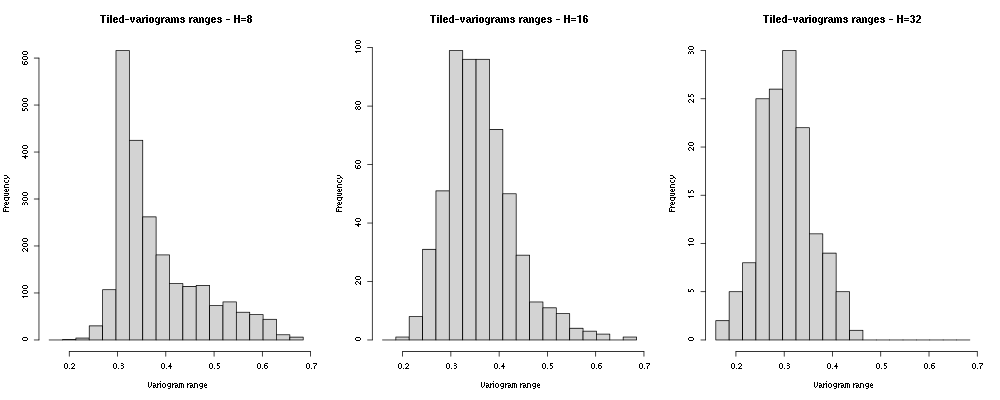 Tiled-variograms ranges - H=8
Tiled-variograms ranges - H=16
Tiled-variograms ranges - H=32
Frequency
0
100
200
300
400
500
600
0.2 0.3 0.4 0.5 0.6 0.7
Variogram range
Frequency
0
20
40
60
80
100
0.2 0.3 0.4 0.5 0.6 0.7
Variogram range
Frequency
0
5
10
15
20
25
30
0.2 0.3 0.4 0.5 0.6 0.7
Variogram range